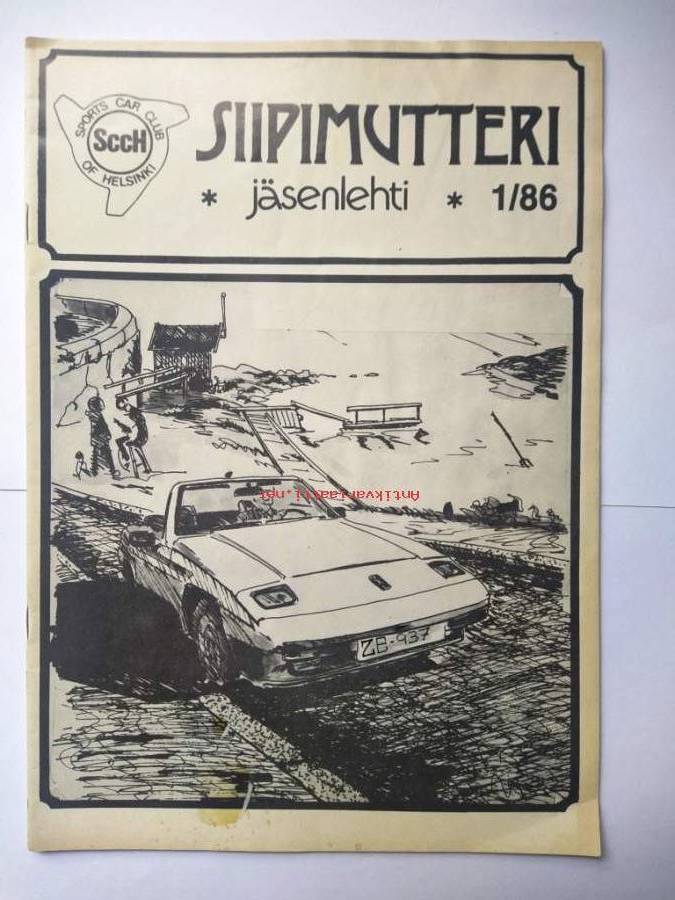 SPORTS CAR CLUB
SccH
OF HELSINKI
SIIPIMUTTERI
* jäsenlehti * 1/86
Antikvariaatti.net
ZB-937